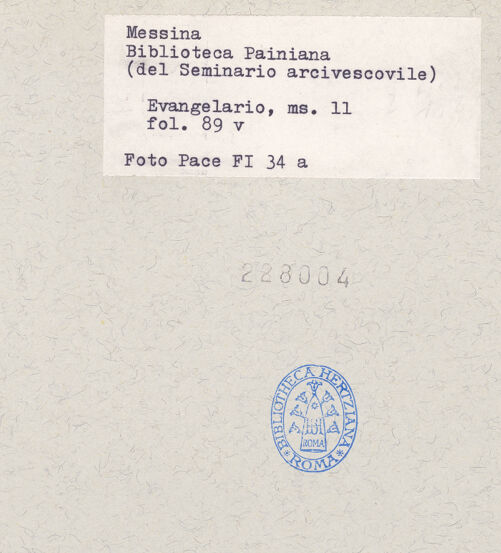 Messina
Biblioteca Painiana
(del Seminario arcivescovile)
Evangelario, ms. 11
fol. 89 v
Foto Pace FI 34 a
228004
BIBLIOTHECA HERTZIANA
ROMA
* ROMA *